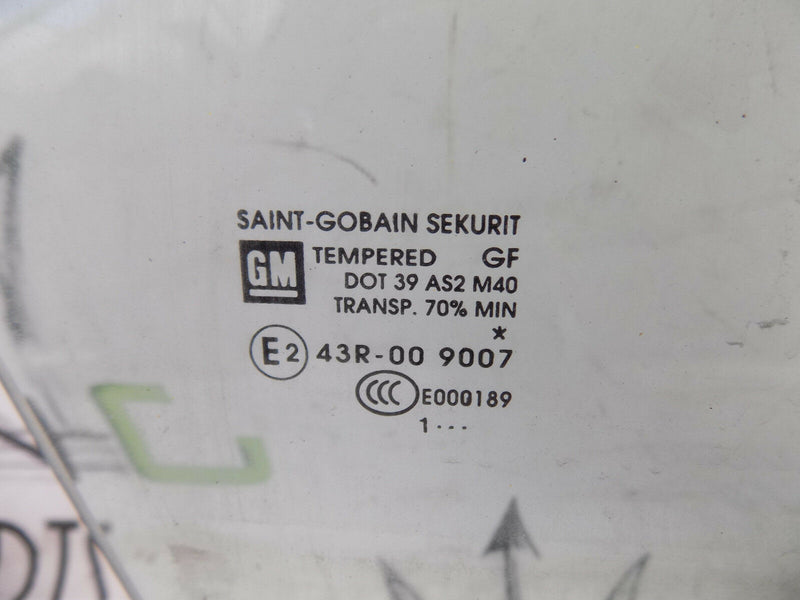 SAINT-GOBAIN SEKURIT
GM TEMPERED GF
DOT 39 AS2 M40
TRANSP. 70% MIN
*
E2 43R-00 9007
CCC E000189
1...